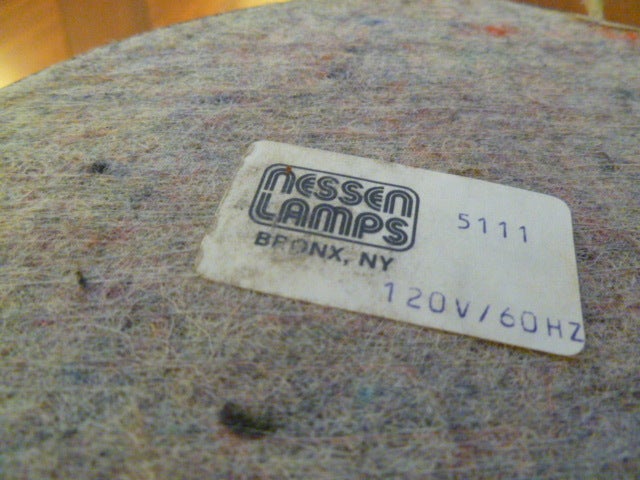 nessen
LAMPS
BRONX, NY
5111
120V/60HZ